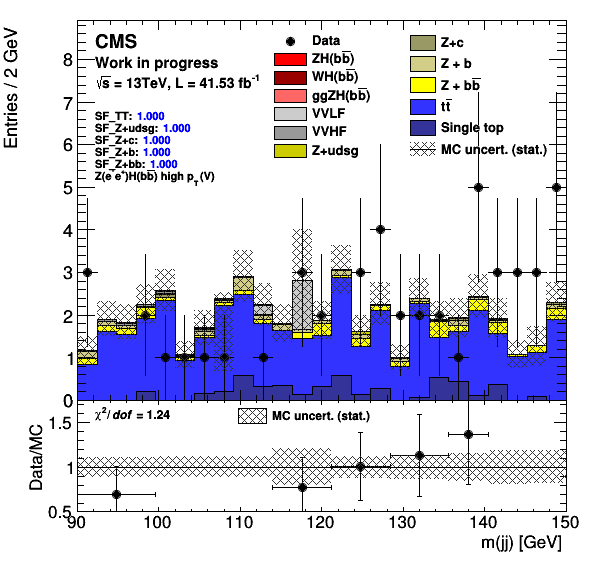 CMS
Work in progress
√s = 13TeV, L = 41.53 fb⁻¹
SF_TT: 1.000
SF_Z+udsg: 1.000
SF_Z+c: 1.000
SF_Z+b: 1.000
SF_Z+bb: 1.000
Z(e⁻e⁺)H(bb̅) high p_T(V)
Data
ZH(bb̅)
WH(bb̅)
ggZH(bb̅)
VVLF
VVHF
Z+udsg
Z+c
Z + b
Z + bb̅
tt̅
Single top
MC uncert. (stat.)
Entries / 2 GeV
8
7
6
5
4
3
2
1
0
χ²/dof = 1.24
MC uncert. (stat.)
Data/MC
1.5
1
0.5
90 100 110 120 130 140 150
m(jj) [GeV]